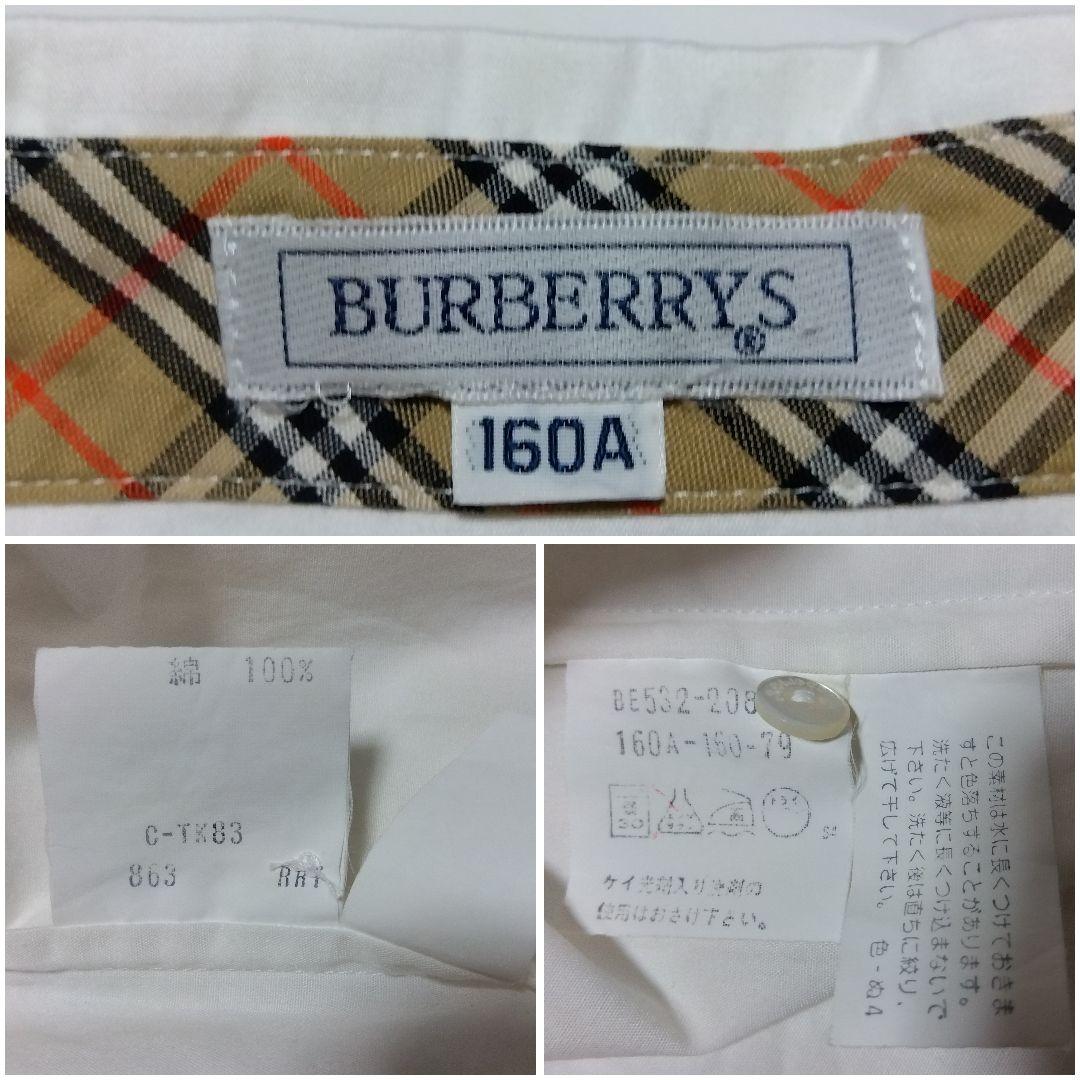 BURBERRYS
®
160A
綿 100%
C-TK83
863 RRT
BE532-208
160A-160-79
ケイ光剤入り洗剤の
使用はおさけ下さい。
この素材は水に長くつけておきま
すと色落ちすることがあります。
洗たく液等に長くつけ込まないで
下さい。洗たく後は直ちに絞り、
広げて干して下さい。 色-ぬ4